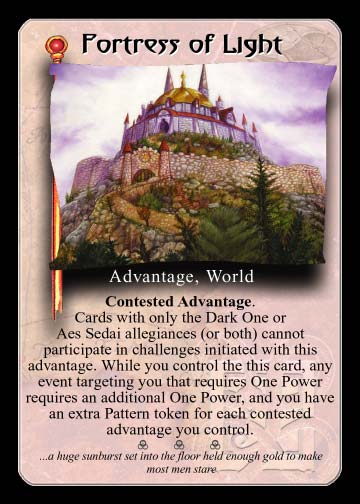 Fortress of Light
Advantage, World
Contested Advantage.
Cards with only the Dark One or
Aes Sedai allegiances (or both) cannot
participate in challenges initiated with this
advantage. While you control the this card, any
event targeting you that requires One Power
requires an additional One Power, and you have
an extra Pattern token for each contested
advantage you control.
...a huge sunburst set into the floor held enough gold to make
most men stare